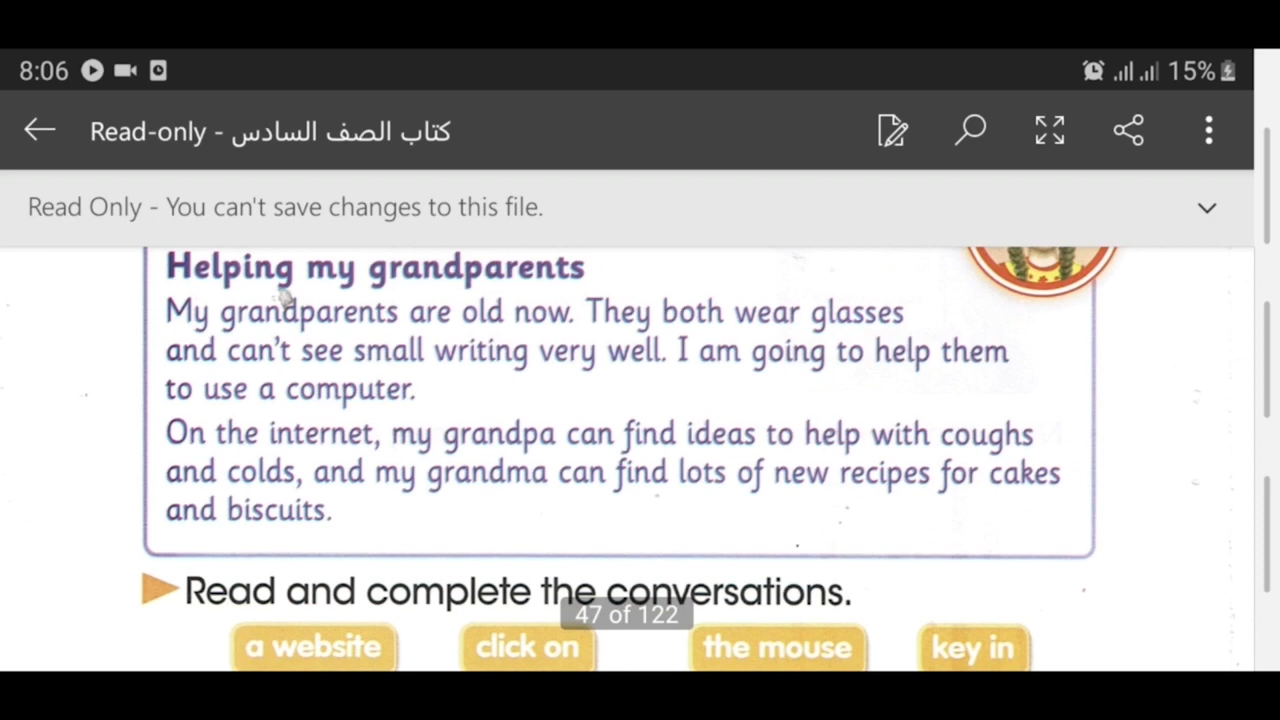 8:06 15%
كتاب الصف السادس - Read-only
Read Only - You can't save changes to this file.
Helping my grandparents
My grandparents are old now. They both wear glasses
and can't see small writing very well. I am going to help them
to use a computer.
On the internet, my grandpa can find ideas to help with coughs
and colds, and my grandma can find lots of new recipes for cakes
and biscuits.
Read and complete the conversations.
47 of 122
a website click on the mouse key in